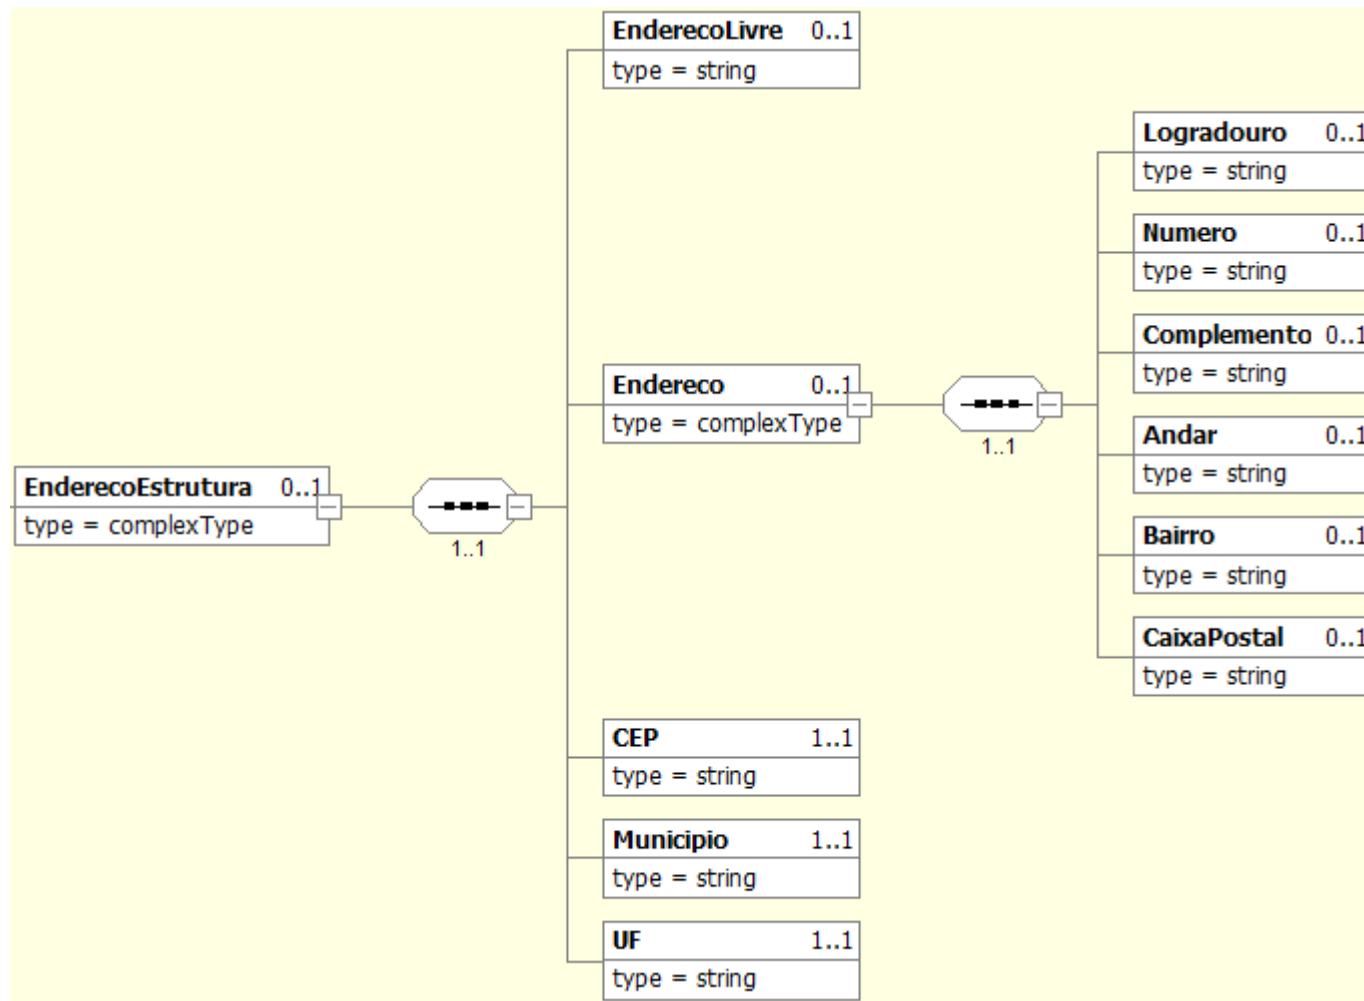 EnderecoLivre 0..1
type = string
Logradouro 0..1
type = string
Numero 0..1
type = string
Complemento 0..1
type = string
Endereco 0..1
type = complexType
1..1
Andar 0..1
type = string
EnderecoEstrutura 0..1
type = complexType
1..1
Bairro 0..1
type = string
CaixaPostal 0..1
type = string
CEP 1..1
type = string
Municipio 1..1
type = string
UF 1..1
type = string